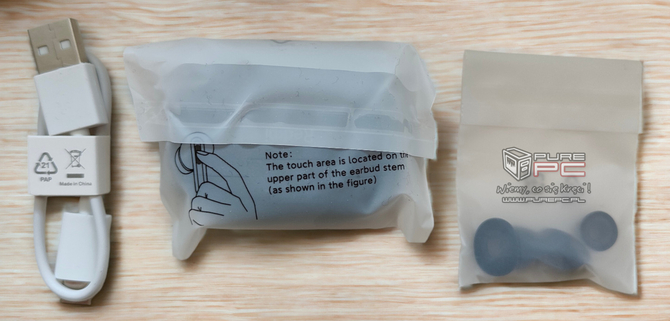 21
PAP
Made in China
Note:
The touch area is located on th
upper part of the earbud stem
(as shown in the figure)
PURE
PC
Wiemy, co się kręci!
WWW.PUREPC.PL